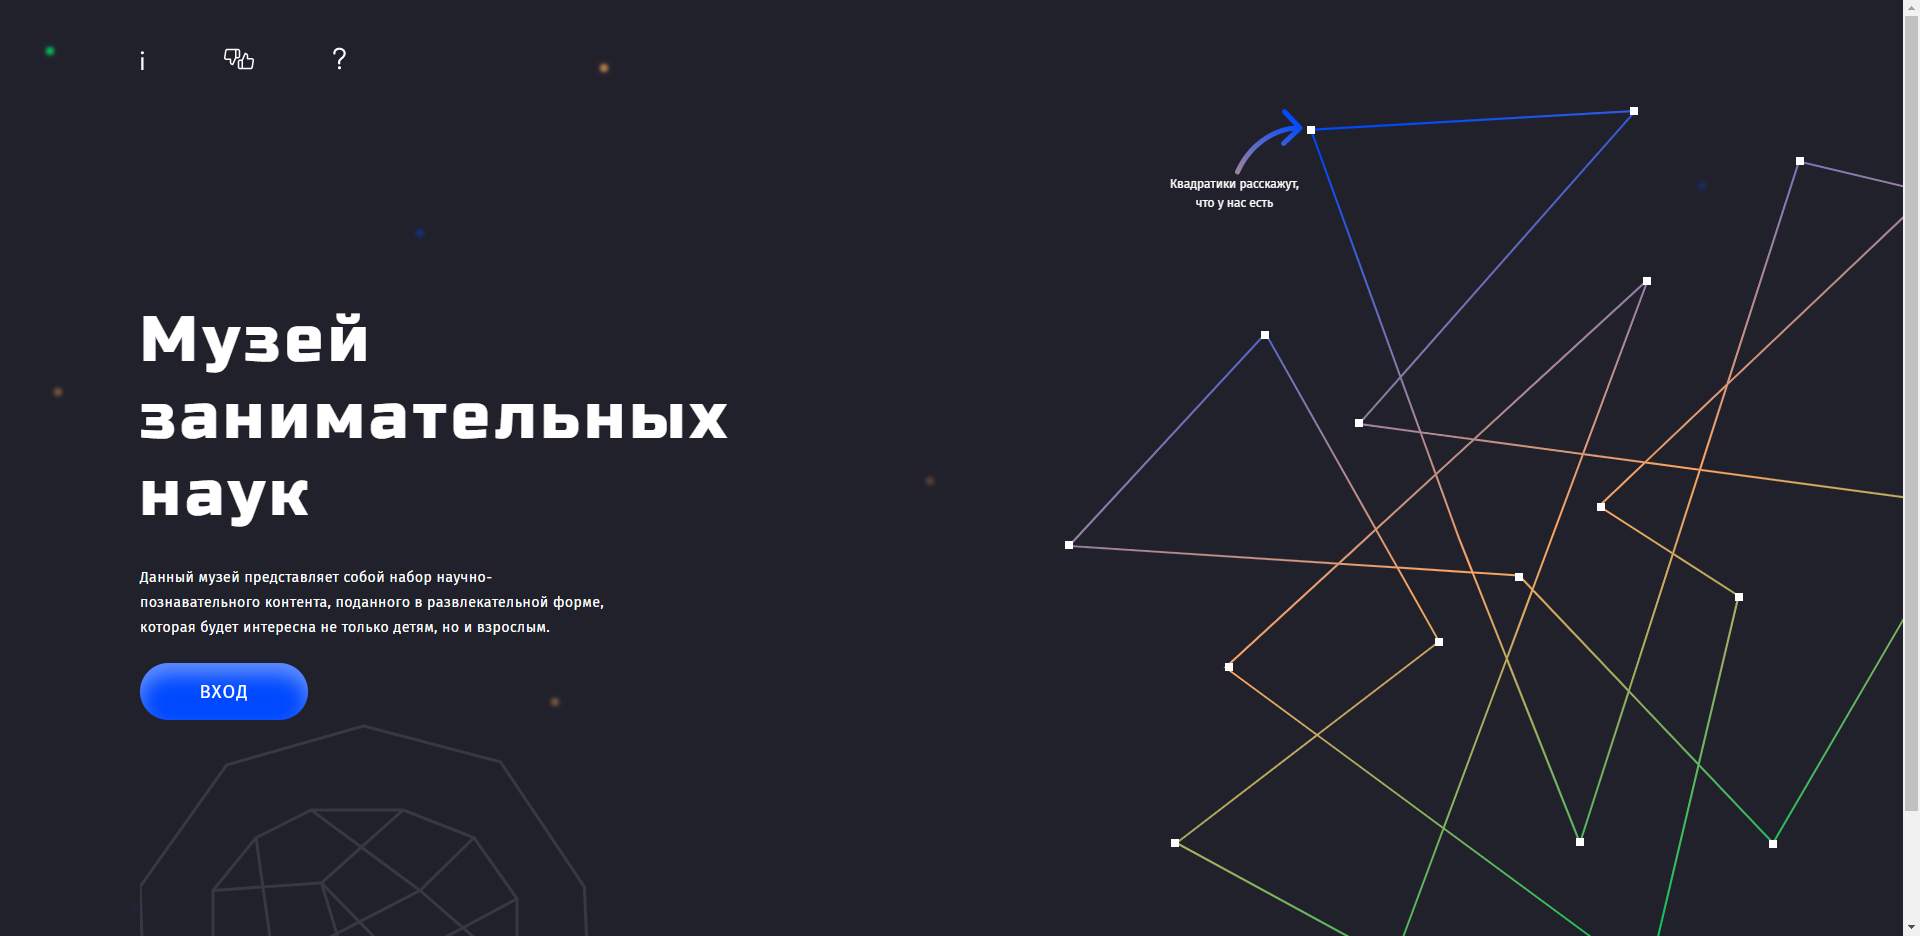 i
?
Квадратики расскажут,
что у нас есть
Музей
занимательных
наук
Данный музей представляет собой набор научно-
познавательного контента, поданного в развлекательной форме,
которая будет интересна не только детям, но и взрослым.
ВХОД